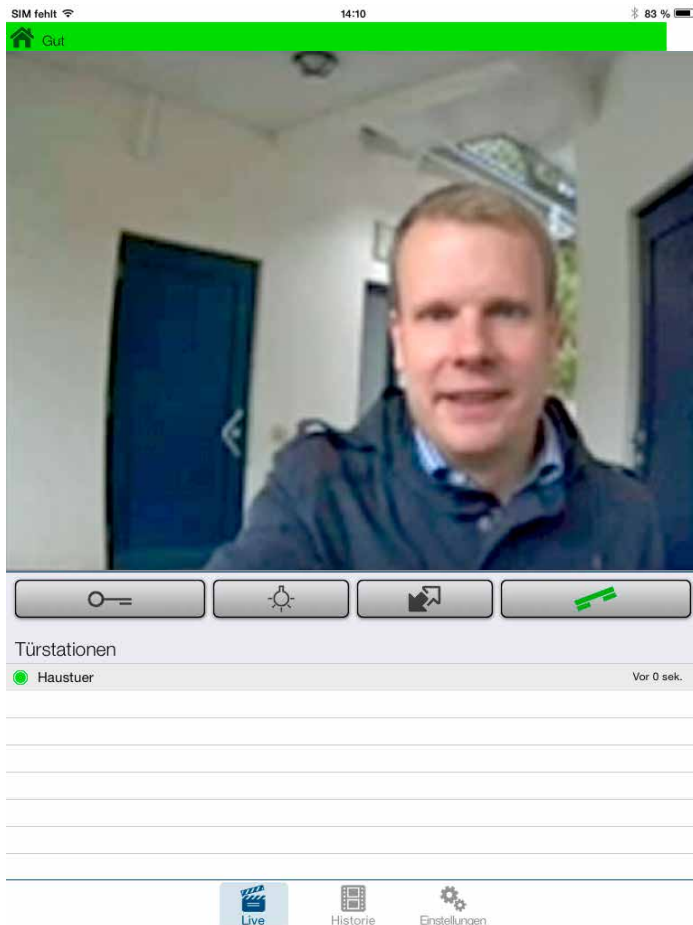 SIM fehlt 14:10 83 %
Gut
Türstationen
Haustuer Vor 0 sek.
Live Historie Einstellungen